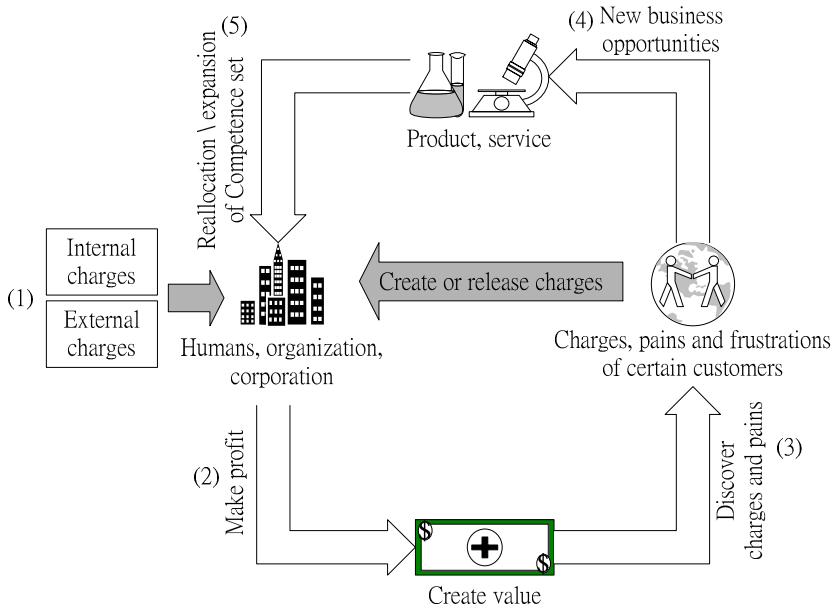 (5)
(4)
New business
opportunities
Reallocation \ expansion
of Competence set
Product, service
(1)
Internal
charges
External
charges
Create or release charges
Humans, organization,
corporation
Charges, pains and frustrations
of certain customers
(2)
Make profit
Discover
charges and pains
(3)
$
$
Create value